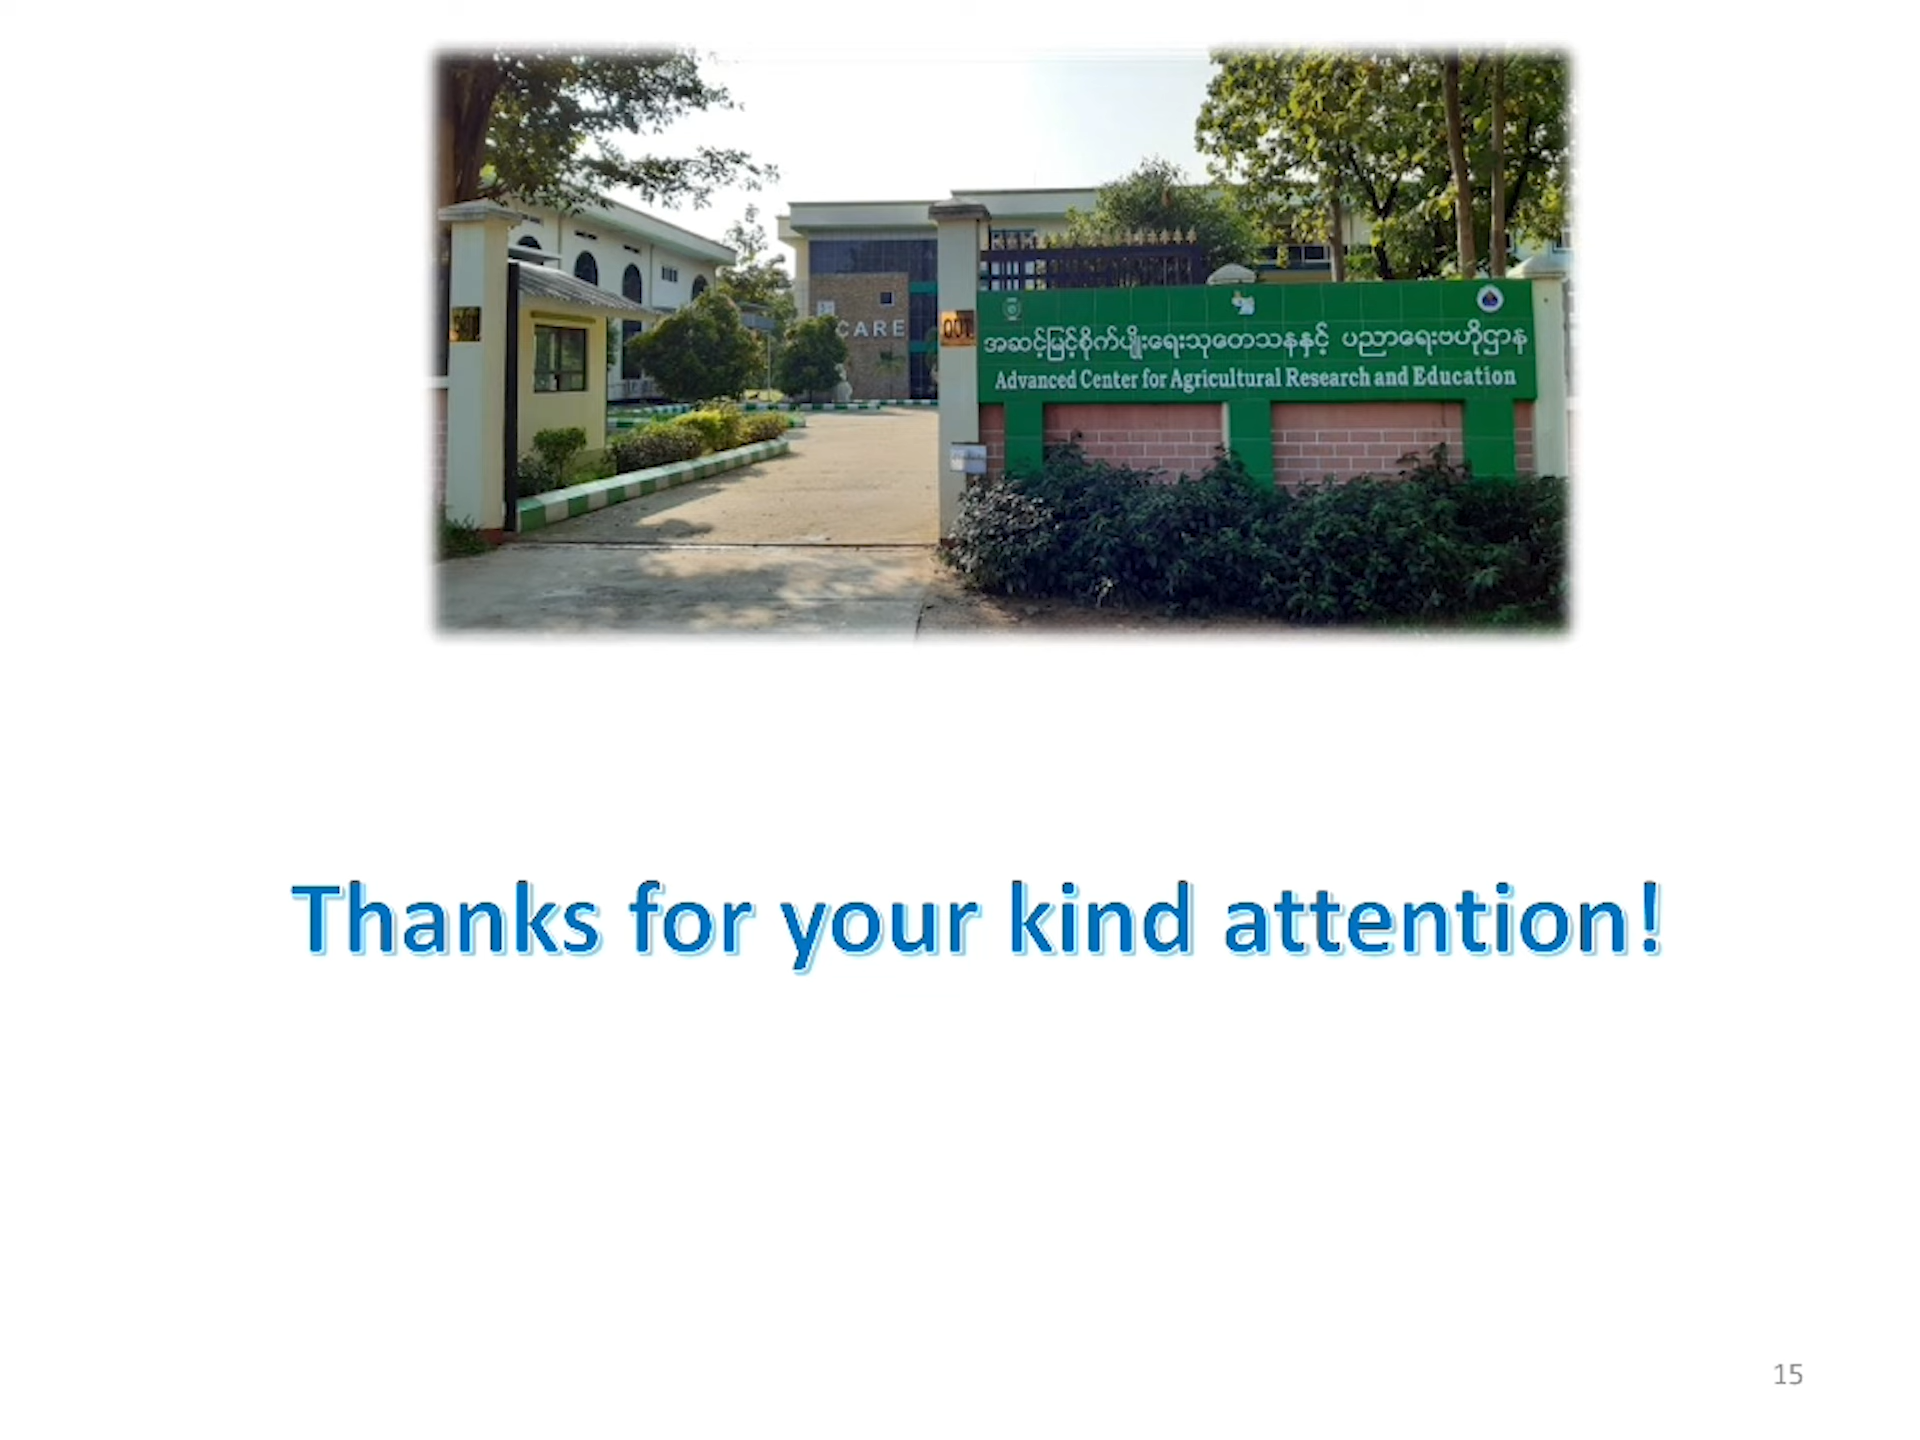 CARE
အဆင့်မြင့်စိုက်ပျိုးရေးသုတေသနနှင့် ပညာရေးဗဟိုဌာန
Advanced Center for Agricultural Research and Education
Thanks for your kind attention!
15